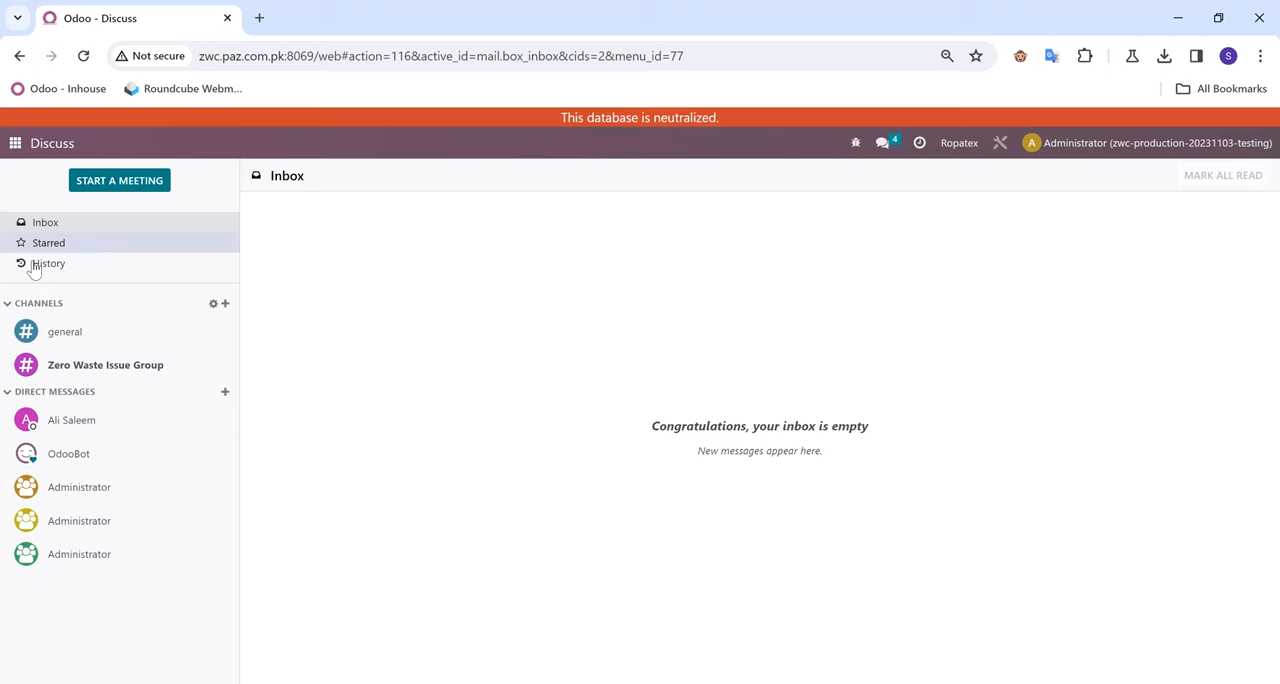 Odoo - Discuss
Not secure
zwc.paz.com.pk:8069/web#action=116&active_id=mail.box_inbox&cids=2&menu_id=77
S
Odoo - Inhouse
Roundcube Webm...
All Bookmarks
This database is neutralized.
Discuss
4
Ropatex
A
Administrator (zwc-production-20231103-testing)
START A MEETING
Inbox
MARK ALL READ
Inbox
Starred
History
CHANNELS
general
Zero Waste Issue Group
DIRECT MESSAGES
A
Ali Saleem
OdooBot
Administrator
Administrator
Administrator
Congratulations, your inbox is empty
New messages appear here.